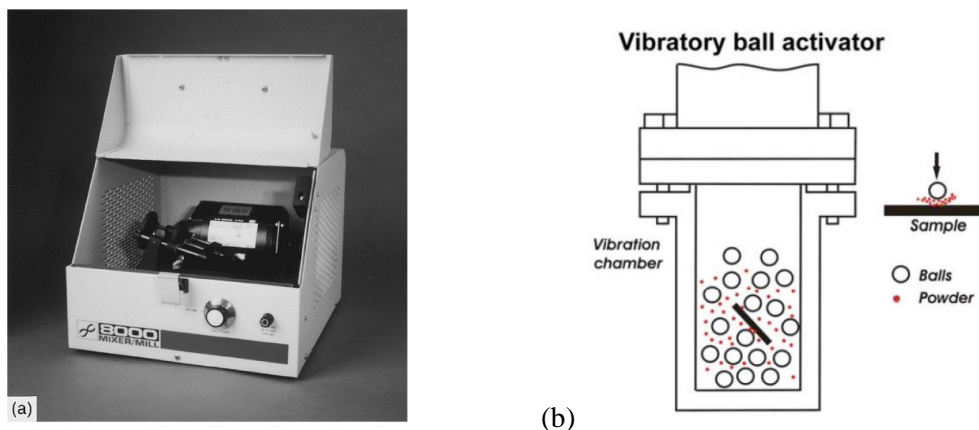 8000
MIXER/MILL
(a)
Vibratory ball activator
Vibration
chamber
Sample
Balls
Powder
(b)